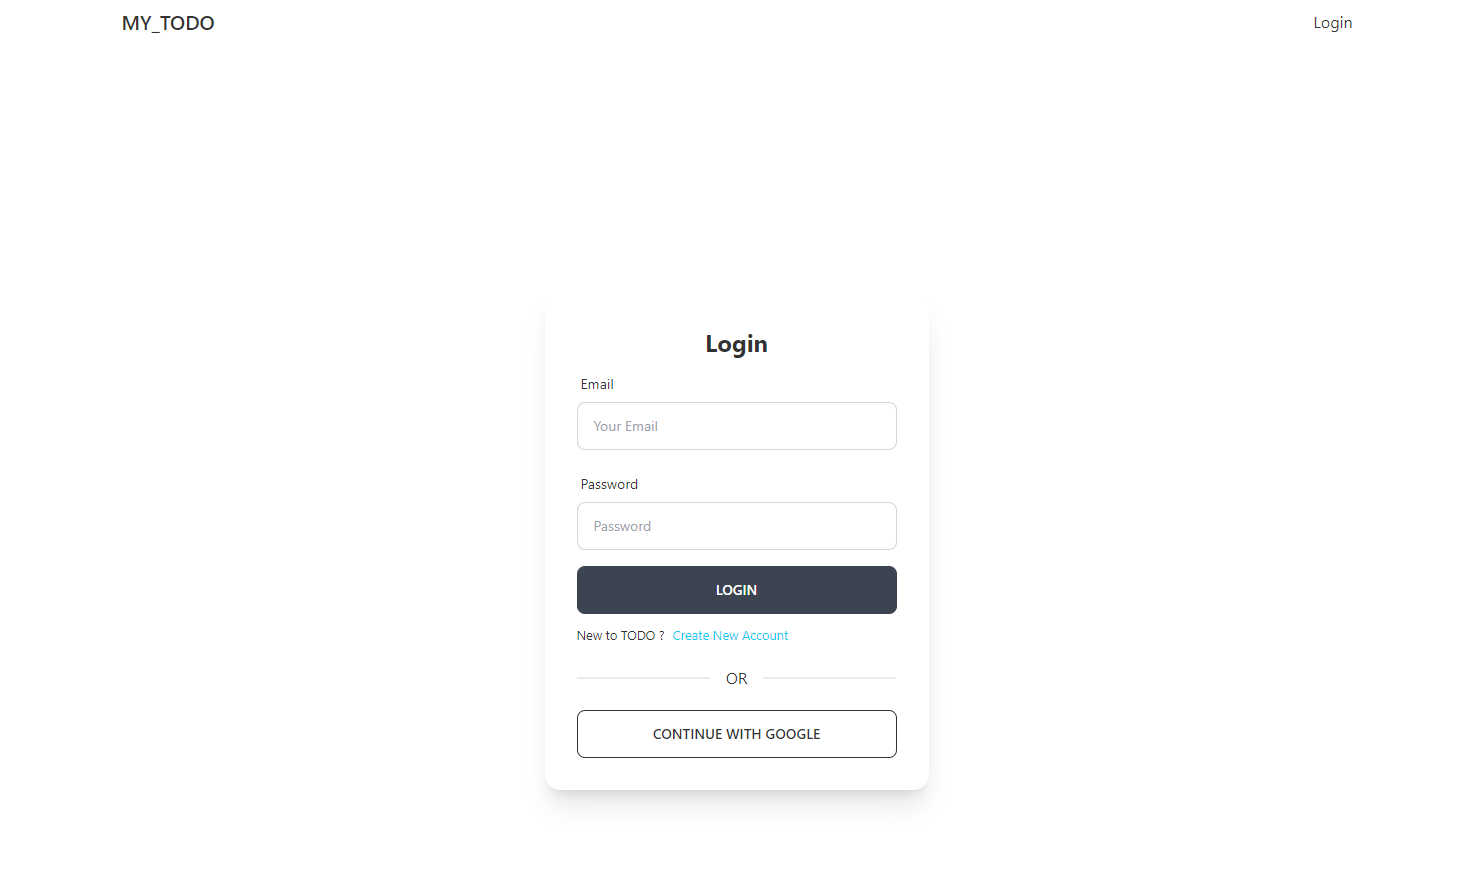 MY_TODO
Login
Login
Email
Your Email
Password
Password
LOGIN
New to TODO ? Create New Account
OR
CONTINUE WITH GOOGLE